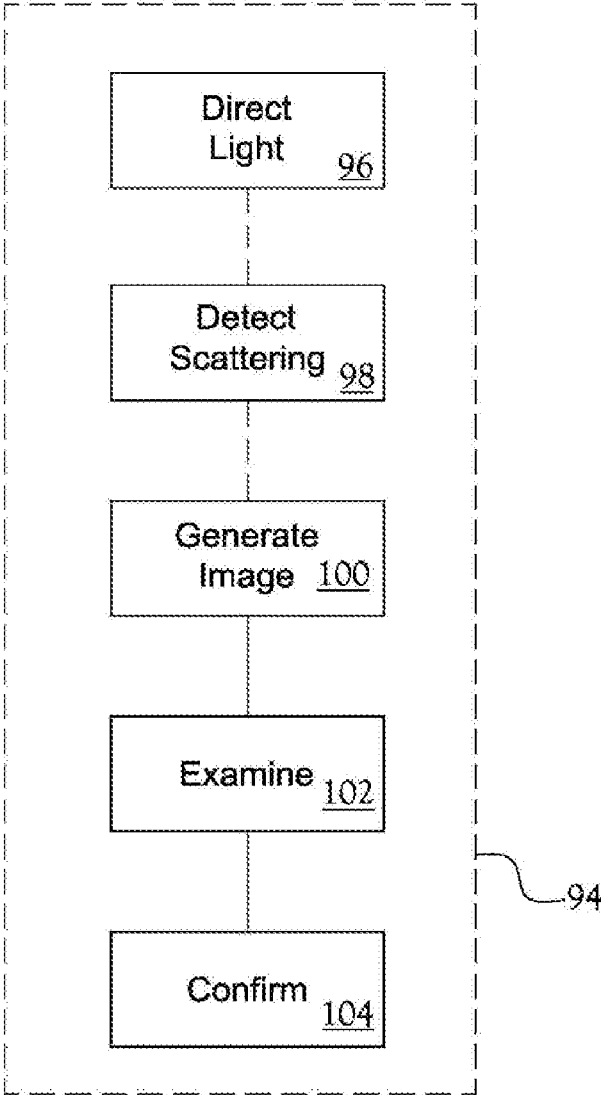 Direct
Light
96
Detect
Scattering
98
Generate
Image 100
Examine
102
94
Confirm
104